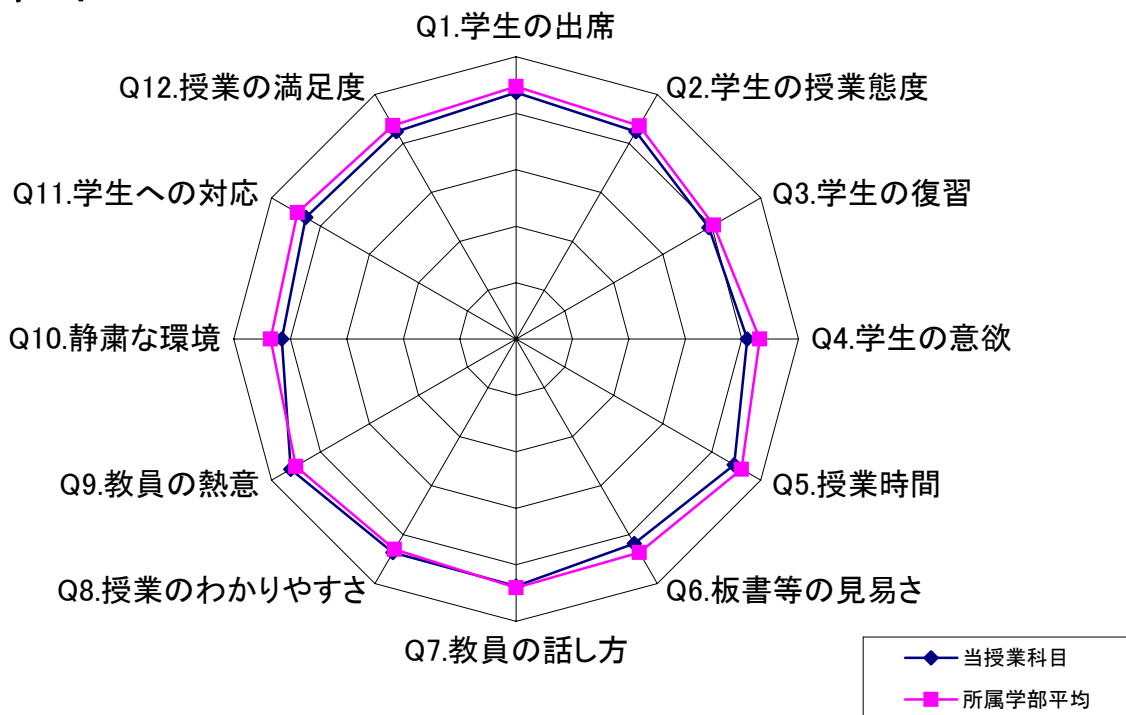 Q1.学生の出席
Q2.学生の授業態度
Q3.学生の復習
Q4.学生の意欲
Q5.授業時間
Q6.板書等の見易さ
Q7.教員の話し方
Q8.授業のわかりやすさ
Q9.教員の熱意
Q10.静粛な環境
Q11.学生への対応
Q12.授業の満足度
当授業科目
所属学部平均